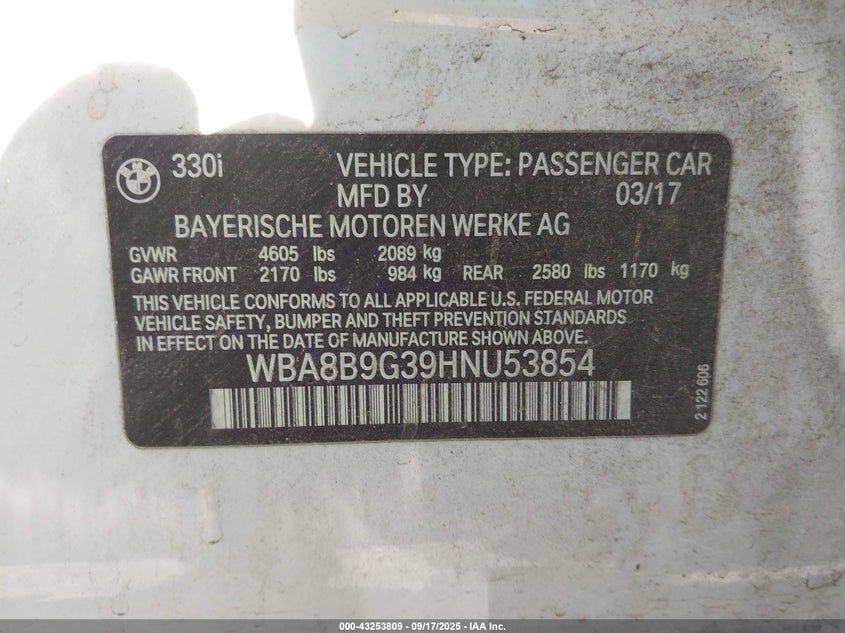 330i VEHICLE TYPE: PASSENGER CAR
MFD BY 03/17
BAYERISCHE MOTOREN WERKE AG
GVWR 4605 lbs 2089 kg
GAWR FRONT 2170 lbs 984 kg REAR 2580 lbs 1170 kg
THIS VEHICLE CONFORMS TO ALL APPLICABLE U.S. FEDERAL MOTOR
VEHICLE SAFETY, BUMPER AND THEFT PREVENTION STANDARDS
IN EFFECT ON THE DATE OF MANUFACTURE SHOWN ABOVE.
WBA8B9G39HNU53854
2 122 606
000-43253809 - 09/17/2025 - IAA Inc.